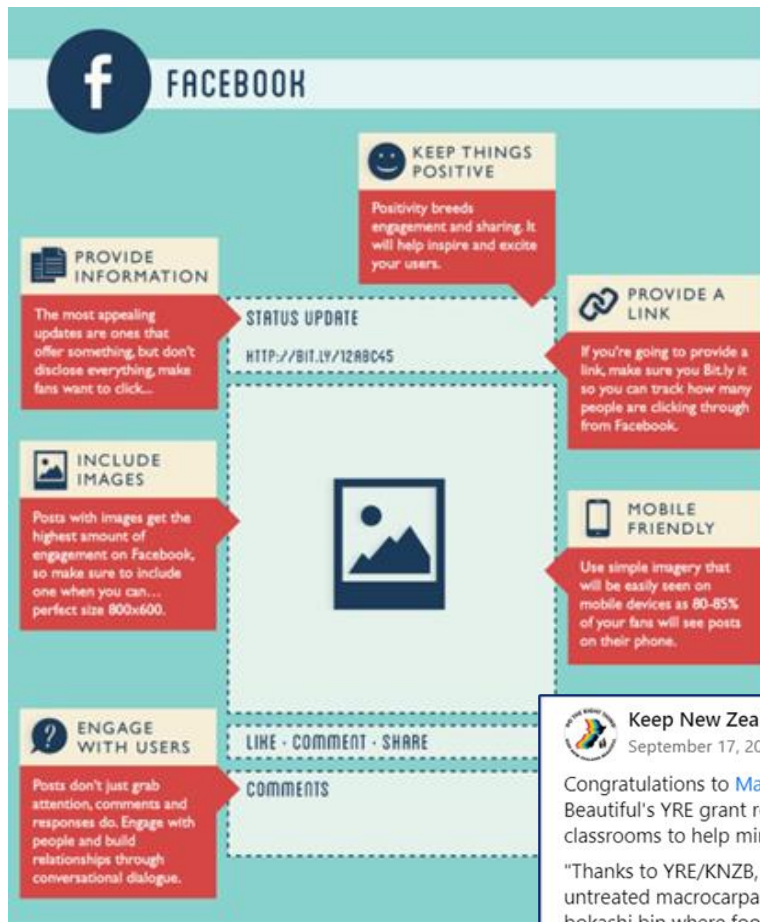 f FACEBOOK
KEEP THINGS
POSITIVE
Positivity breeds
engagement and sharing. It
will help inspire and excite
your users.
PROVIDE
INFORMATION
The most appealing
updates are ones that
offer something, but don't
disclose everything, make
fans want to click...
STATUS UPDATE
HTTP://BIT.LY/12ABC45
PROVIDE A
LINK
If you're going to provide a
link, make sure you Bit.ly it
so you can track how many
people are clicking through
from Facebook.
INCLUDE
IMAGES
Posts with images get the
highest amount of
engagement on Facebook,
so make sure to include
one when you can...
perfect size 800x600.
MOBILE
FRIENDLY
Use simple imagery that
will be easily seen on
mobile devices as 80-85%
of your fans will see posts
on their phone.
ENGAGE
WITH USERS
Posts don't just grab
attention, comments and
responses do. Engage with
people and build
relationships through
conversational dialogue.
LIKE · COMMENT · SHARE
COMMENTS
Keep New Zea
September 17, 20
Congratulations to Ma
Beautiful's YRE grant r
classrooms to help mi
"Thanks to YRE/KNZB,
untreated macrocarpa